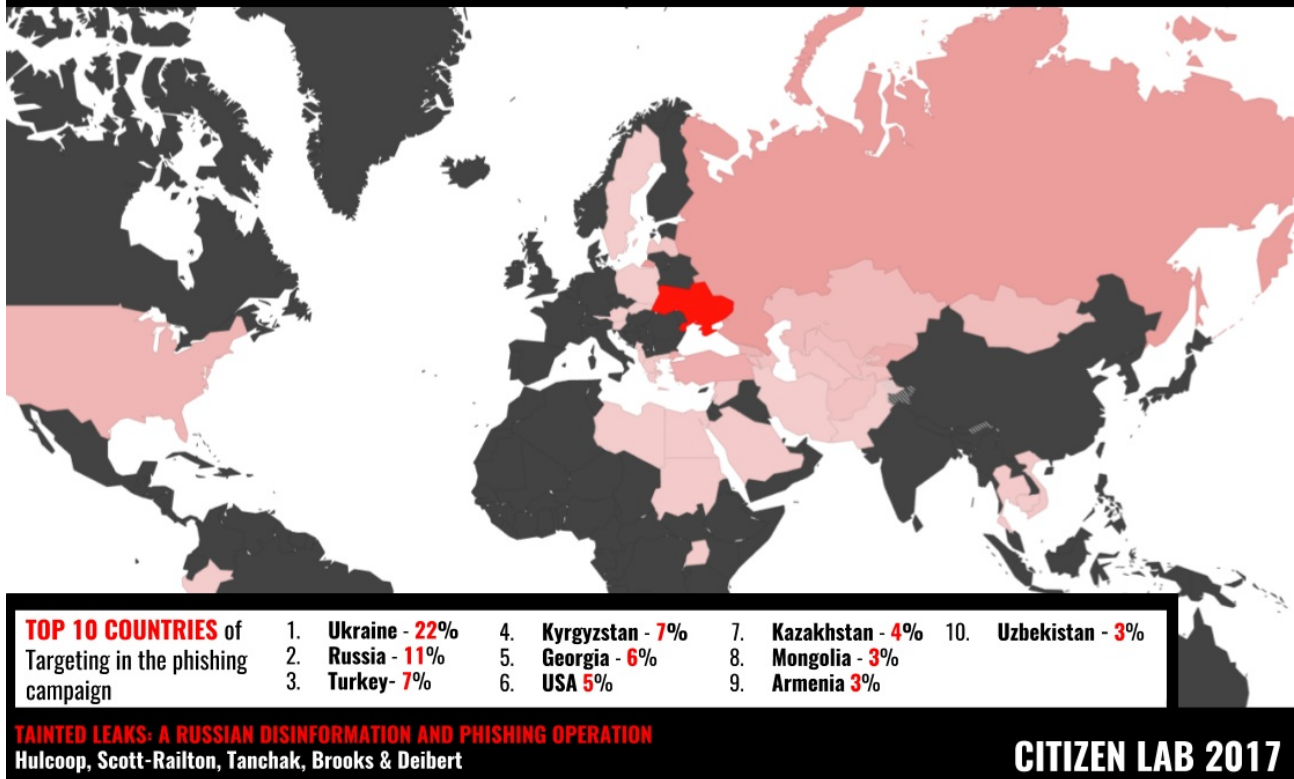 TOP 10 COUNTRIES of
Targeting in the phishing
campaign
1. Ukraine - 22%
2. Russia - 11%
3. Turkey- 7%
4. Kyrgyzstan - 7%
5. Georgia - 6%
6. USA 5%
7. Kazakhstan - 4%
8. Mongolia - 3%
9. Armenia 3%
10. Uzbekistan - 3%
TAINTED LEAKS: A RUSSIAN DISINFORMATION AND PHISHING OPERATION
Hulcoop, Scott-Railton, Tanchak, Brooks & Deibert
CITIZEN LAB 2017